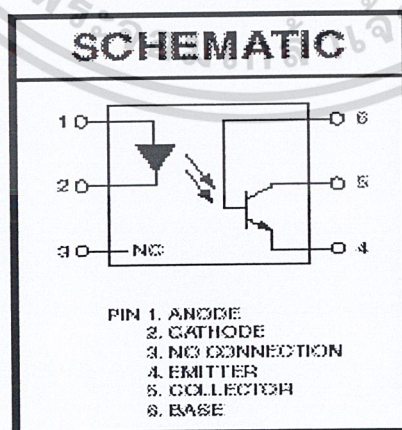 SCHEMATIC
1
6
2
5
3
NC
4
PIN 1. ANODE
2. CATHODE
3. NO CONNECTION
4. EMITTER
5. COLLECTOR
6. BASE